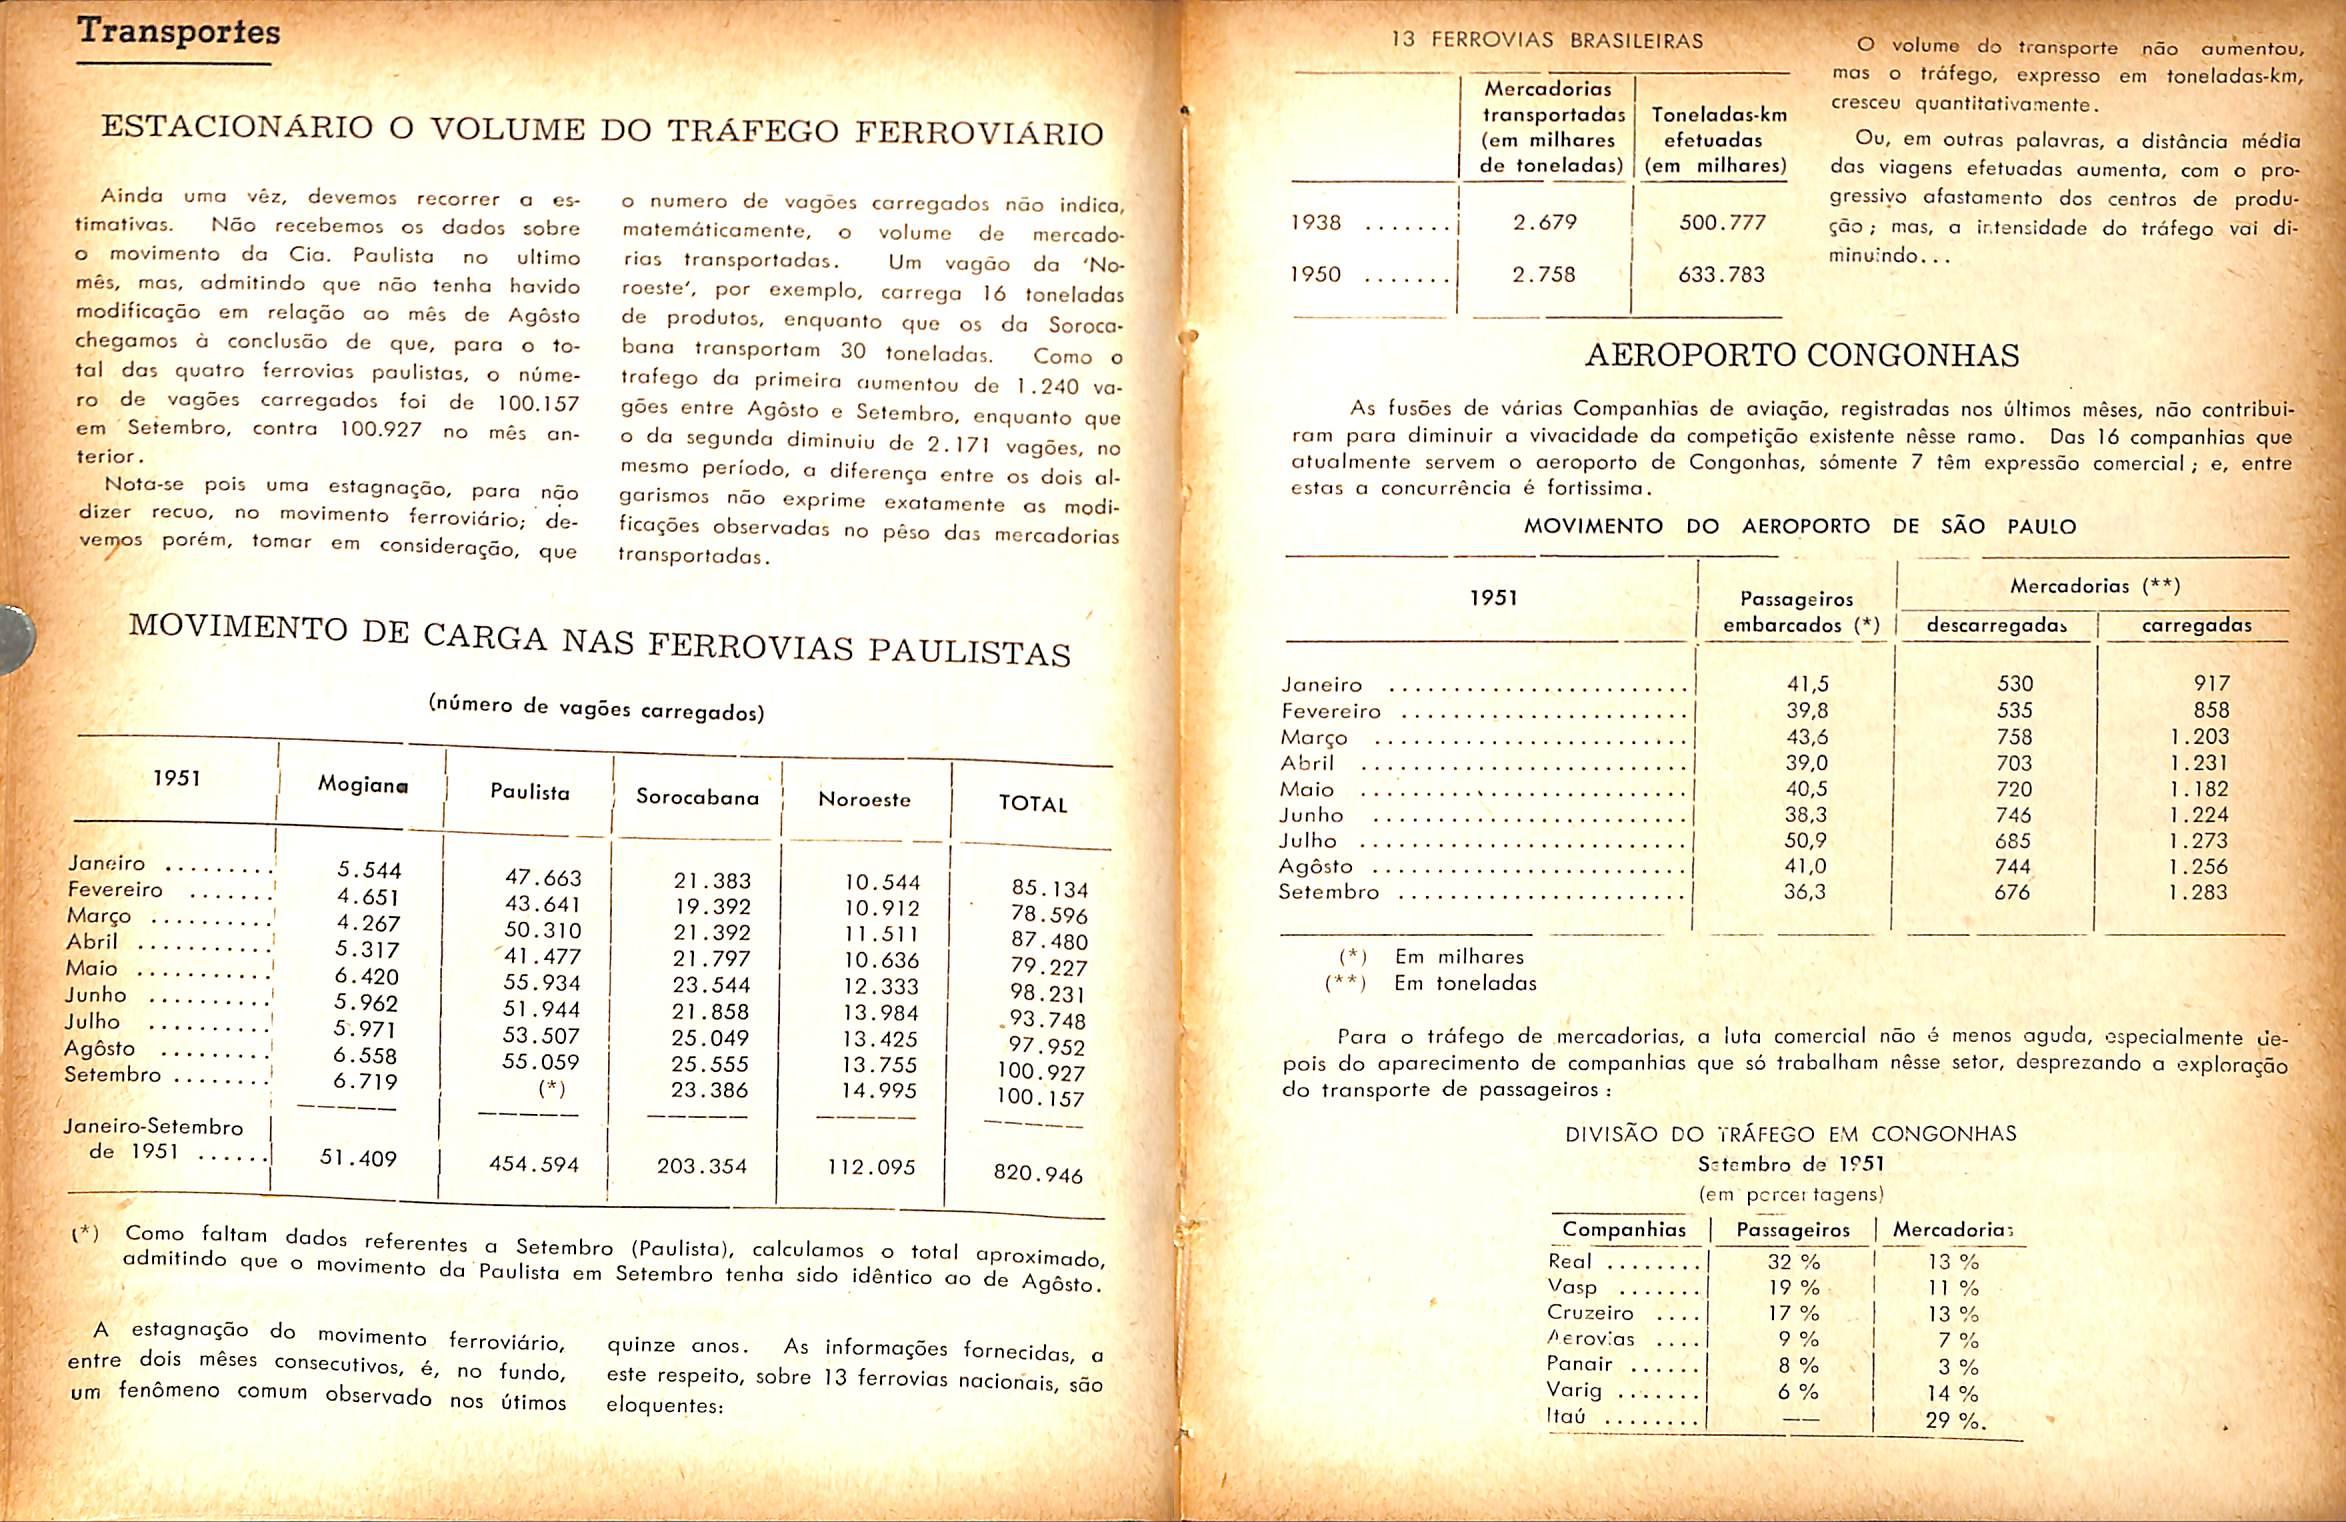 Transportes
ESTACIONÁRIO O VOLUME DO TRÁFEGO FERROVIÁRIO
Ainda uma vêz, devemos recorrer a es-
timativas. Não recebemos os dados sobre
o movimento da Cia. Paulista no ultimo
mês, mas, admitindo que não tenha havido
modificação em relação ao mês de Agôsto
chegamos à conclusão de que, para o to-
tal das quatro ferrovias paulistas, o núme-
ro de vagões carregados foi de 100.157
em Setembro, contra 100.927 no mês an-
terior.
Nota-se pois uma estagnação, para não
dizer recuo, no movimento ferroviário; de-
vemos porém, tomar em consideração, que
o numero de vagões carregados não indica,
matemáticamente, o volume de mercado-
rias transportadas. Um vagão da 'No-
roeste', por exemplo, carrega 16 toneladas
de produtos, enquanto que os da Soroca-
bana transportam 30 toneladas. Como o
trafego da primeira aumentou de 1.240 va-
gões entre Agôsto e Setembro, enquanto que
o da segunda diminuiu de 2.171 vagões, no
mesmo período, a diferença entre os dois al-
garismos não exprime exatamente as modi-
ficações observadas no pêso das mercadorias
transportadas.
MOVIMENTO DE CARGA NAS FERROVIAS PAULISTAS
(número de vagões carregados)
1951 Mogiana Paulista Sorocabana Noroeste TOTAL
Janeiro ......... 5.544 47.663 21.383 10.544 85.134
Fevereiro ....... 4.651 43.641 19.392 10.912 78.596
Março .......... 4.267 50.310 21.392 11.511 87.480
Abril ........... 5.317 41.477 21.797 10.636 79.227
Maio ........... 6.420 55.934 23.544 12.333 98.231
Junho .......... 5.962 51.944 21.858 13.984 93.748
Julho .......... 5.971 53.507 25.049 13.425 97.952
Agôsto ......... 6.558 55.059 25.555 13.755 100.927
Setembro ........ 6.719 (*) 23.386 14.995 100.157
Janeiro-Setembro
de 1951 ...... 51.409 454.594 203.354 112.095 820.946
(*) Como faltam dados referentes a Setembro (Paulista), calculamos o total aproximado,
admitindo que o movimento da Paulista em Setembro tenha sido idêntico ao de Agôsto.
A estagnação do movimento ferroviário,
entre dois mêses consecutivos, é, no fundo,
um fenômeno comum observado nos útimos
quinze anos. As informações fornecidas, a
este respeito, sobre 13 ferrovias nacionais, são
eloquentes:
13 FERROVIAS BRASILEIRAS
Mercadorias
transportadas Toneladas-km
(em milhares efetuadas
de toneladas) (em milhares)
1938 ....... 2.679 500.777
1950 ....... 2.758 633.783
O volume do transporte não aumentou,
mas o tráfego, expresso em toneladas-km,
cresceu quantitativamente.
Ou, em outras palavras, a distância média
das viagens efetuadas aumenta, com o pro-
gressivo afastamento dos centros de produ-
ção; mas, a intensidade do tráfego vai di-
minuindo...
AEROPORTO CONGONHAS
As fusões de várias Companhias de aviação, registradas nos últimos mêses, não contribui-
ram para diminuir a vivacidade da competição existente nêsse ramo. Das 16 companhias que
atualmente servem o aeroporto de Congonhas, sómente 7 têm expressão comercial; e, entre
estas a concurrência é fortissima.
MOVIMENTO DO AEROPORTO DE SÃO PAULO
1951 Passageiros Mercadorias (**)
embarcados (*) descarregadas carregadas
Janeiro ........................ 41,5 530 917
Fevereiro ....................... 39,8 535 858
Março ......................... 43,6 758 1.203
Abril .......................... 39,0 703 1.231
Maio .......................... 40,5 720 1.182
Junho ......................... 38,3 746 1.224
Julho .......................... 50,9 685 1.273
Agôsto ......................... 41,0 744 1.256
Setembro ....................... 36,3 676 1.283
(*) Em milhares
(**) Em toneladas
Para o tráfego de mercadorias, a luta comercial não é menos aguda, especialmente de-
pois do aparecimento de companhias que só trabalham nêsse setor, desprezando a exploração
do transporte de passageiros:
DIVISÃO DO TRÁFEGO EM CONGONHAS
Setembro de 1951
(em porcentagens)
Companhias Passageiros Mercadorias
Real ........ 32 % 13 %
Vasp ....... 19 % 11 %
Cruzeiro .... 17 % 13 %
Aerovias .... 9 % 7 %
Panair ...... 8 % 3 %
Varig ....... 6 % 14 %
Itaú ........ —— 29 %.